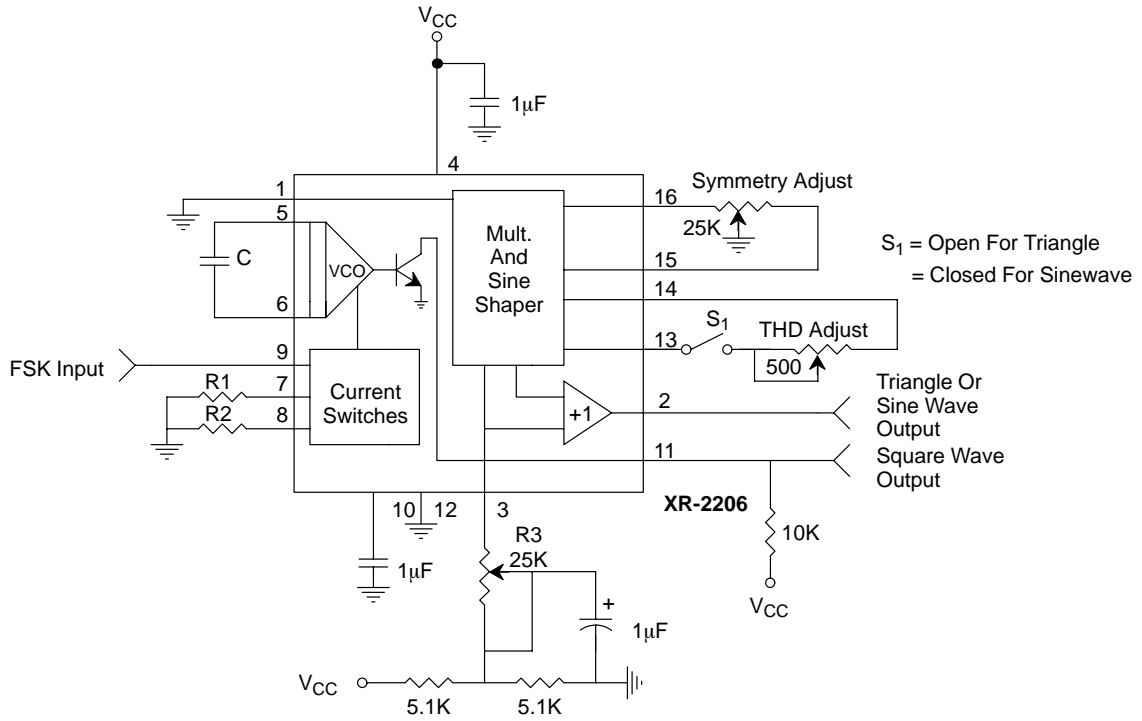 VCC
1μF
4
1
16
Symmetry Adjust
5
25K
Mult.
And
Sine
Shaper
S1 = Open For Triangle
= Closed For Sinewave
C
VCO
15
6
14
S1
THD Adjust
13
9
500
FSK Input
R1
7
Current
Switches
R2
8
+1
2
Triangle Or
Sine Wave
Output
11
Square Wave
Output
XR-2206
10
12
3
10K
R3
25K
1μF
VCC
+
1μF
VCC
5.1K
5.1K